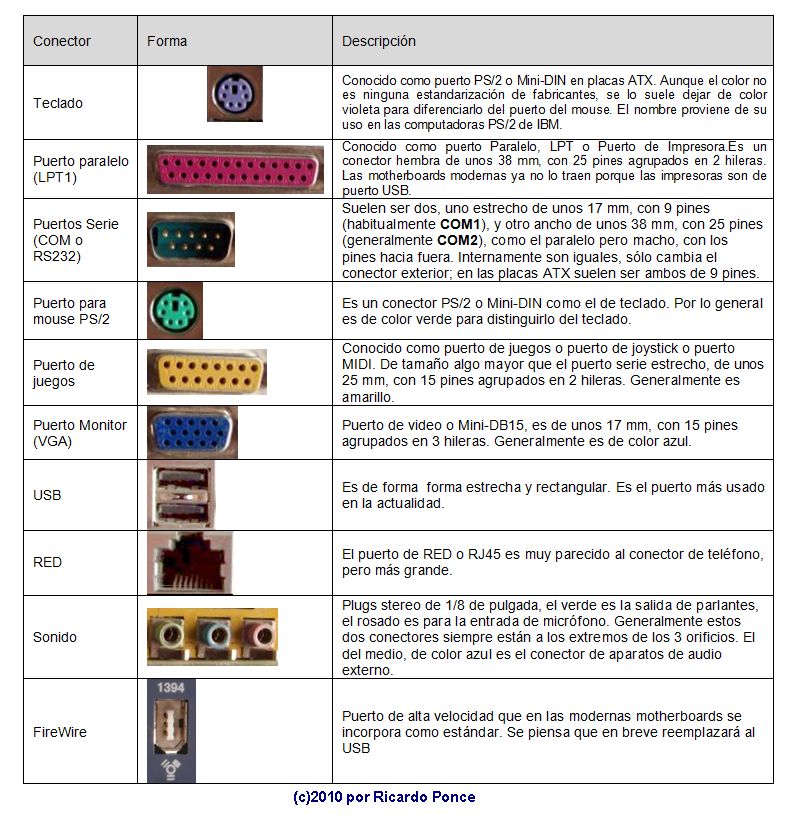 Conector
Forma
Descripción
Teclado
Conocido como puerto PS/2 o Mini-DIN en placas ATX. Aunque el color no
es ninguna estandarización de fabricantes, se lo suele dejar de color
violeta para diferenciarlo del puerto del mouse. El nombre proviene de su
uso en las computadoras PS/2 de IBM.
Puerto paralelo
(LPT1)
Conocido como puerto Paralelo, LPT o Puerto de Impresora.Es un
conector hembra de unos 38 mm, con 25 pines agrupados en 2 hileras.
Las motherboards modernas ya no lo traen porque las impresoras son de
puerto USB.
Puertos Serie
(COM o
RS232)
Suelen ser dos, uno estrecho de unos 17 mm, con 9 pines
(habitualmente COM1), y otro ancho de unos 38 mm, con 25 pines
(generalmente COM2), como el paralelo pero macho, con los
pines hacia fuera. Internamente son iguales, sólo cambia el
conector exterior; en las placas ATX suelen ser ambos de 9 pines.
Puerto para
mouse PS/2
Es un conector PS/2 o Mini-DIN como el de teclado. Por lo general
es de color verde para distinguirlo del teclado.
Puerto de
juegos
Conocido como puerto de juegos o puerto de joystick o puerto
MIDI. De tamaño algo mayor que el puerto serie estrecho, de unos
25 mm, con 15 pines agrupados en 2 hileras. Generalmente es
amarillo.
Puerto Monitor
(VGA)
Puerto de video o Mini-DB15, es de unos 17 mm, con 15 pines
agrupados en 3 hileras. Generalmente es de color azul.
USB
Es de forma  forma estrecha y rectangular. Es el puerto más usado
en la actualidad.
RED
El puerto de RED o RJ45 es muy parecido al conector de teléfono,
pero más grande.
Sonido
Plugs stereo de 1/8 de pulgada, el verde es la salida de parlantes,
el rosado es para la entrada de micrófono. Generalmente estos
dos conectores siempre están a los extremos de los 3 orificios. El
del medio, de color azul es el conector de aparatos de audio
externo.
FireWire
1394
Puerto de alta velocidad que en las modernas motherboards se
incorpora como estándar. Se piensa que en breve reemplazará al
USB
(c)2010 por Ricardo Ponce